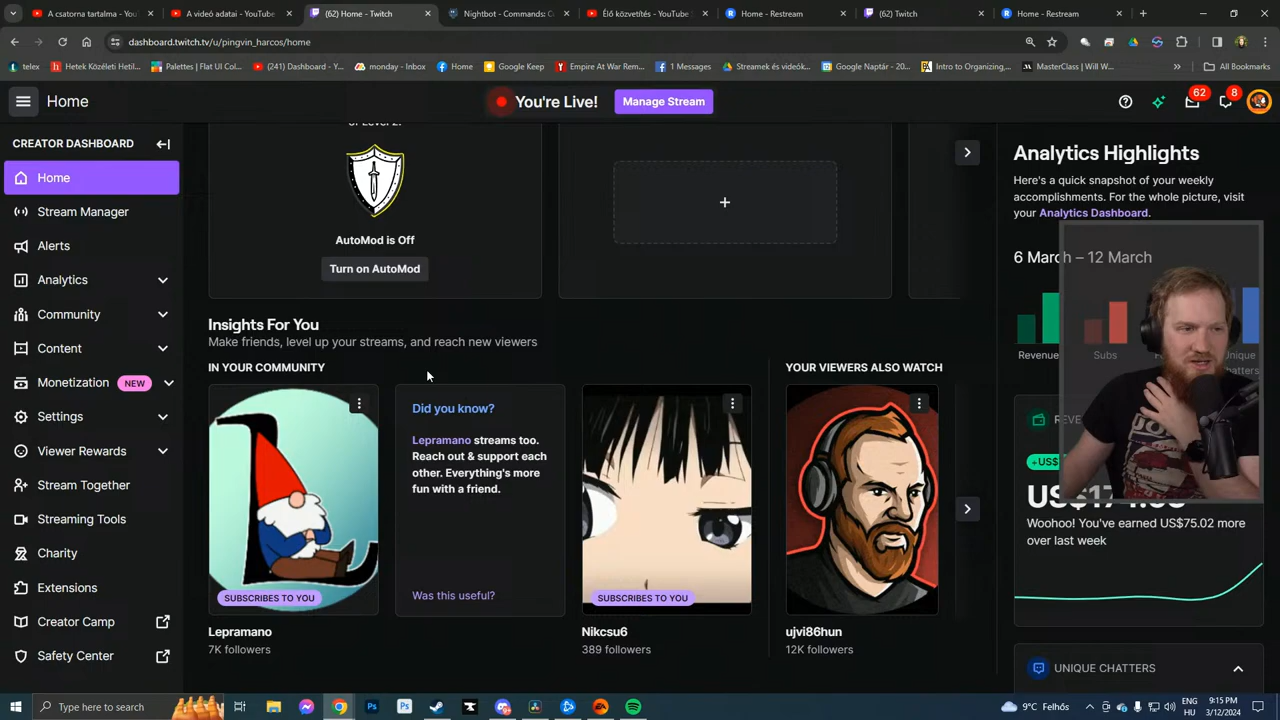 A csatorna tartalma - YouTu
A videó adatai - YouTube
(62) Home - Twitch
Nightbot - Commands: C
Élő közvetítés - YouTube
Home - Restream
(62) Twitch
Home - Restream
dashboard.twitch.tv/u/pingvin_harcos/home
telex
Hetek Közéleti Hetil...
Palettes | Flat UI Col...
(241) Dashboard - Y...
monday - Inbox
Home
Google Keep
Empire At War Rem...
1 Messages
Streamek és videók...
Google Naptár - 20...
Intro to Organizing,...
MasterClass | Will W...
All Bookmarks
Home
You're Live!
Manage Stream
62
8
CREATOR DASHBOARD
Home
Stream Manager
Alerts
Analytics
Community
Content
Monetization NEW
Settings
Viewer Rewards
Stream Together
Streaming Tools
Charity
Extensions
Creator Camp
Safety Center
of Level 2.
AutoMod is Off
Turn on AutoMod
Insights For You
Make friends, level up your streams, and reach new viewers
IN YOUR COMMUNITY
YOUR VIEWERS ALSO WATCH
SUBSCRIBES TO YOU
Lepramano
7K followers
Did you know?
Lepramano streams too.
Reach out & support each
other. Everything's more
fun with a friend.
Was this useful?
SUBSCRIBES TO YOU
Nikcsu6
389 followers
ujvi86hun
12K followers
Analytics Highlights
Here's a quick snapshot of your weekly
accomplishments. For the whole picture, visit
your Analytics Dashboard.
6 March – 12 March
Revenue
Subs
Unique
Chatters
+US$
Woohoo! You've earned US$75.02 more
over last week
UNIQUE CHATTERS
Type here to search
9°C Felhős
ENG
HU
9:15 PM
3/12/2024